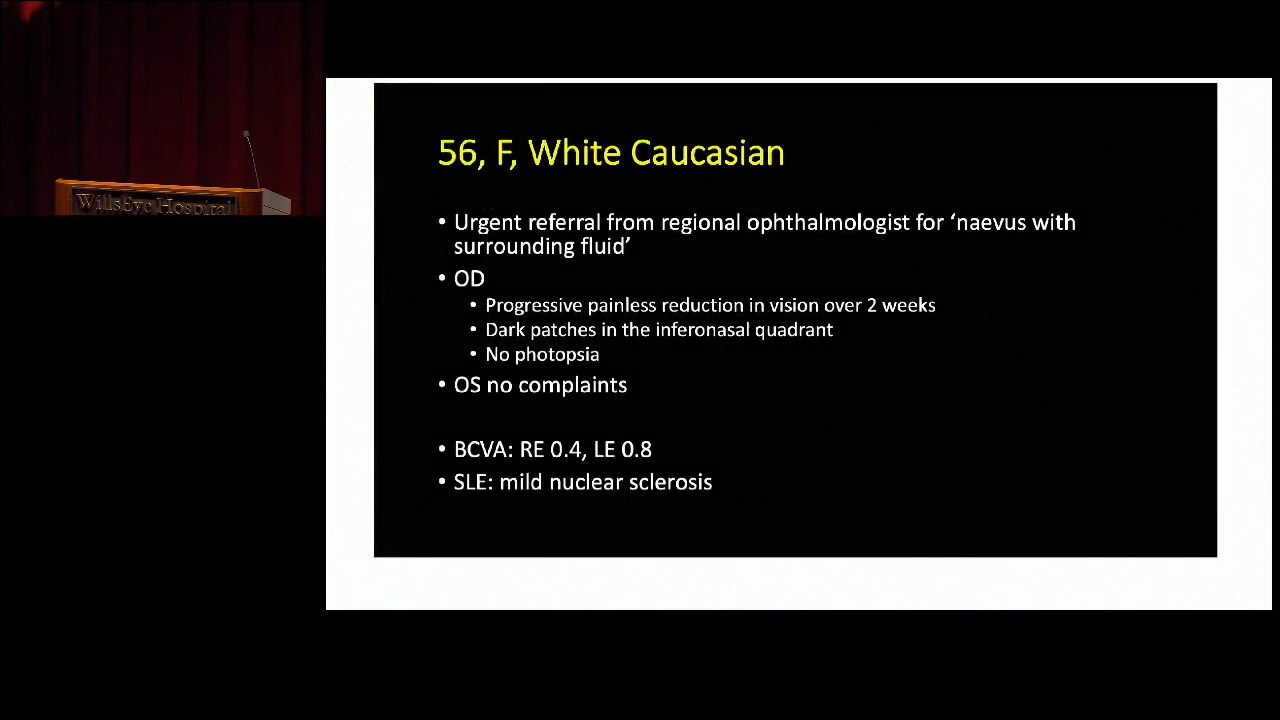 WillsEye Hospital
56, F, White Caucasian
• Urgent referral from regional ophthalmologist for ‘naevus with
surrounding fluid’
• OD
• Progressive painless reduction in vision over 2 weeks
• Dark patches in the inferonasal quadrant
• No photopsia
• OS no complaints
• BCVA: RE 0.4, LE 0.8
• SLE: mild nuclear sclerosis